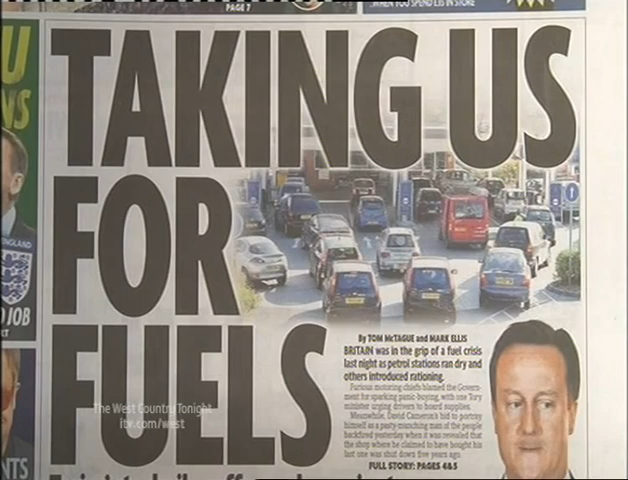 PAGE 7
WHEN YOU SPEND £35 IN STORE
TAKING US
FOR
FUELS
ENGLAND
JOB
By TOM McTAGUE and MARK ELLIS
BRITAIN was in the grip of a fuel crisis
last night as petrol stations ran dry and
others introduced rationing.
Furious motoring chiefs blamed the Govern-
ment for sparking panic-buying, with one Tory
minister urging drivers to hoard supplies.
Meanwhile, David Cameron's bid to portray
himself as a pasty-munching man of the people
backfired yesterday when it was revealed that
the shop where he claimed to have bought his
last one was shut down five years ago.
FULL STORY: PAGES 4&5
The West Country Tonight
itv.com/west
NTS